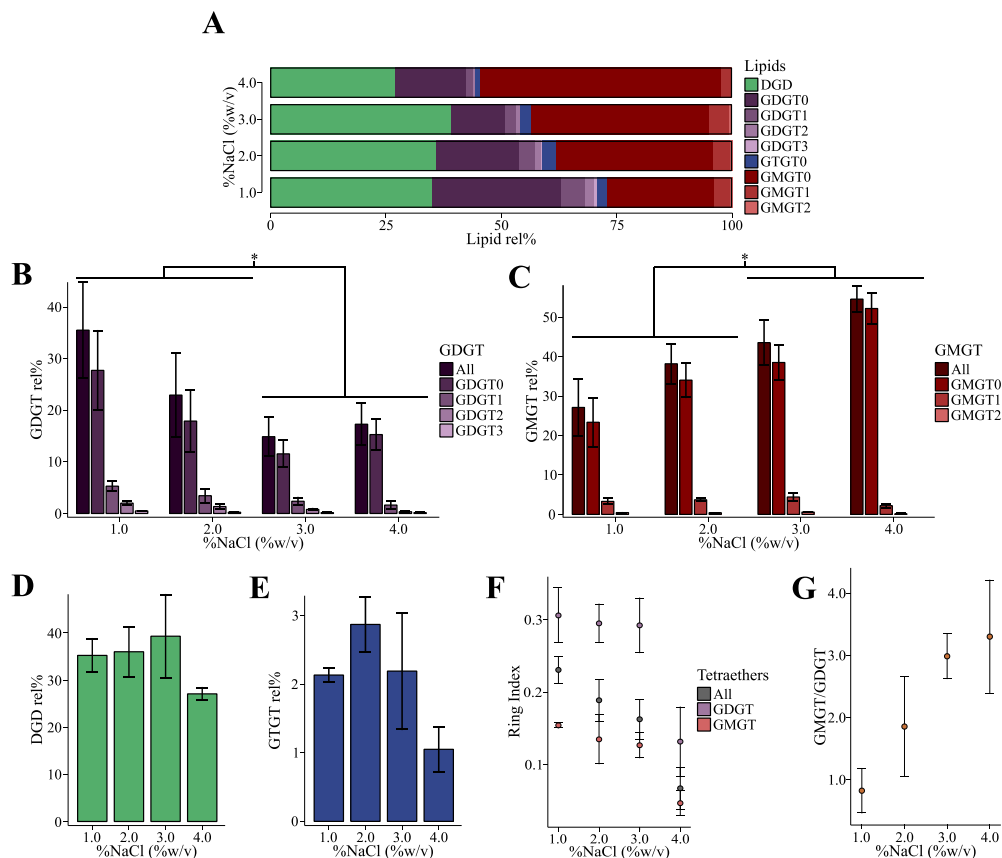 A
%NaCl (%w/v)
4.0
3.0
2.0
1.0
0
25
50
75
100
Lipid rel%
Lipids
DGD
GDGT0
GDGT1
GDGT2
GDGT3
GTGT0
GMGT0
GMGT1
GMGT2
B
*
GDGT rel%
40
30
20
10
0
1.0
2.0
3.0
4.0
%NaCl (%w/v)
GDGT
All
GDGT0
GDGT1
GDGT2
GDGT3
C
*
GMGT rel%
50
40
30
20
10
0
1.0
2.0
3.0
4.0
%NaCl (%w/v)
GMGT
All
GMGT0
GMGT1
GMGT2
D
DGD rel%
40
30
20
10
0
1.0
2.0
3.0
4.0
%NaCl (%w/v)
E
GTGT rel%
3
2
1
0
1.0
2.0
3.0
4.0
%NaCl (%w/v)
F
Ring Index
0.3
0.2
0.1
1.0
2.0
3.0
4.0
%NaCl (%w/v)
Tetraethers
All
GDGT
GMGT
G
GMGT/GDGT
4.0
3.0
2.0
1.0
1.0
2.0
3.0
4.0
%NaCl (%w/v)